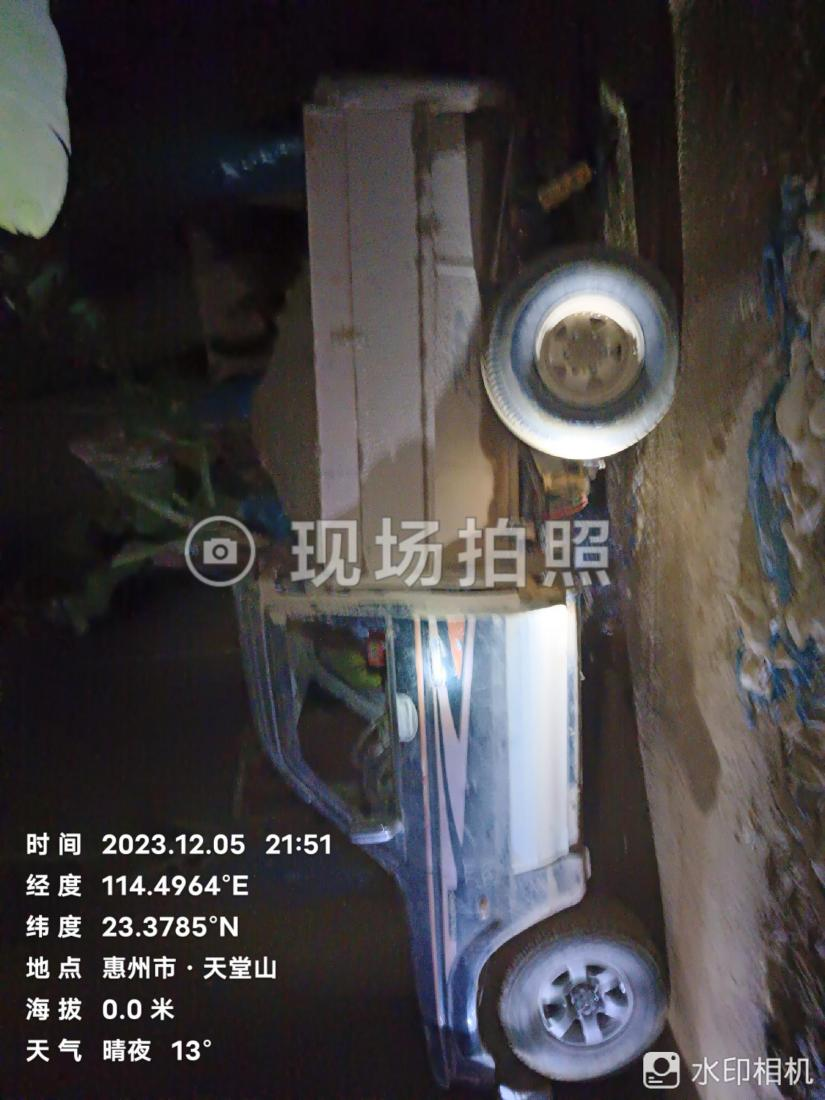 现场拍照
时间 2023.12.05 21:51
经度 114.4964°E
纬度 23.3785°N
地点 惠州市·天堂山
海拔 0.0 米
天气 晴夜 13°
水印相机